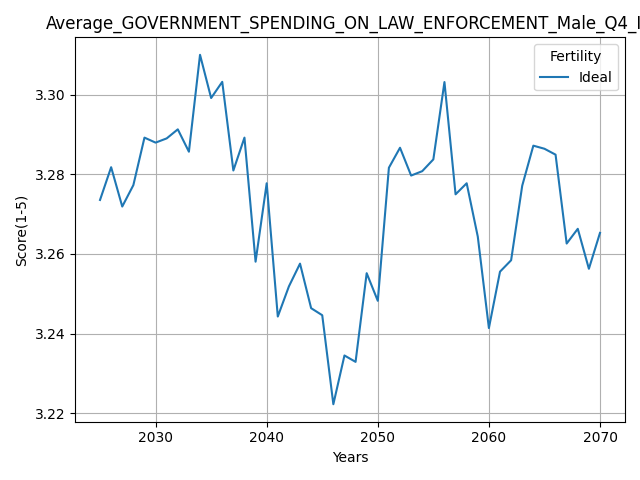 Average_GOVERNMENT_SPENDING_ON_LAW_ENFORCEMENT_Male_Q4_I
Fertility
Ideal
3.30
3.28
3.26
3.24
3.22
Score(1-5)
2030 2040 2050 2060 2070
Years